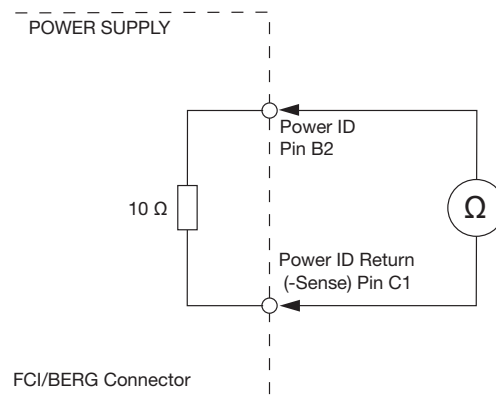 POWER SUPPLY
Power ID
Pin B2
10 Ω
Ω
Power ID Return
(-Sense) Pin C1
FCI/BERG Connector